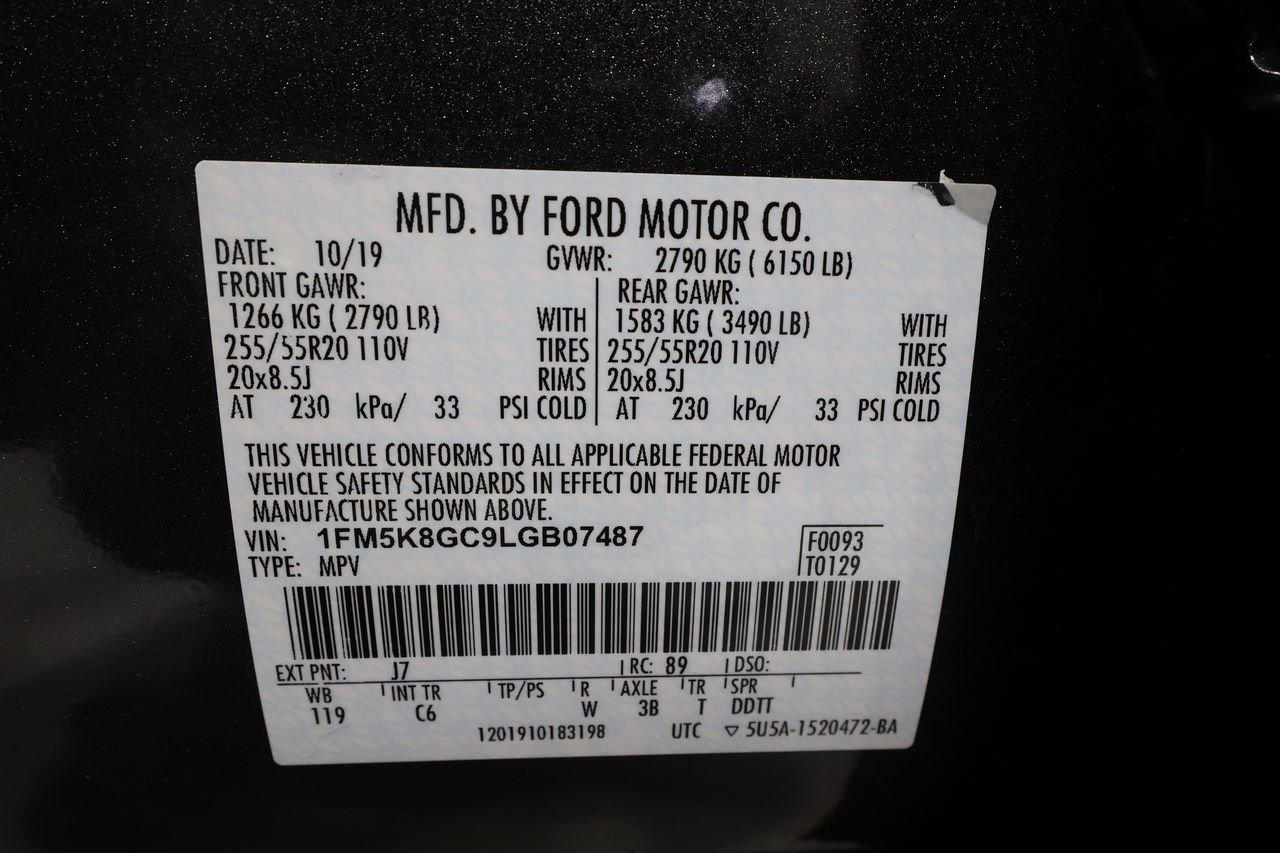 MFD. BY FORD MOTOR CO.
DATE: 10/19 GVWR: 2790 KG ( 6150 LB)
FRONT GAWR: REAR GAWR:
1266 KG ( 2790 LB) WITH 1583 KG ( 3490 LB) WITH
255/55R20 110V TIRES 255/55R20 110V TIRES
20x8.5J RIMS 20x8.5J RIMS
AT 230 kPa/ 33 PSI COLD AT 230 kPa/ 33 PSI COLD
THIS VEHICLE CONFORMS TO ALL APPLICABLE FEDERAL MOTOR
VEHICLE SAFETY STANDARDS IN EFFECT ON THE DATE OF
MANUFACTURE SHOWN ABOVE.
VIN: 1FM5K8GC9LGB07487 F0093
TYPE: MPV T0129
EXT PNT: J7 RC: 89 DSO:
WB INT TR TP/PS R AXLE TR SPR
119 C6 W 3B T DDTT
1201910183198 UTC ▽ 5U5A-1520472-BA